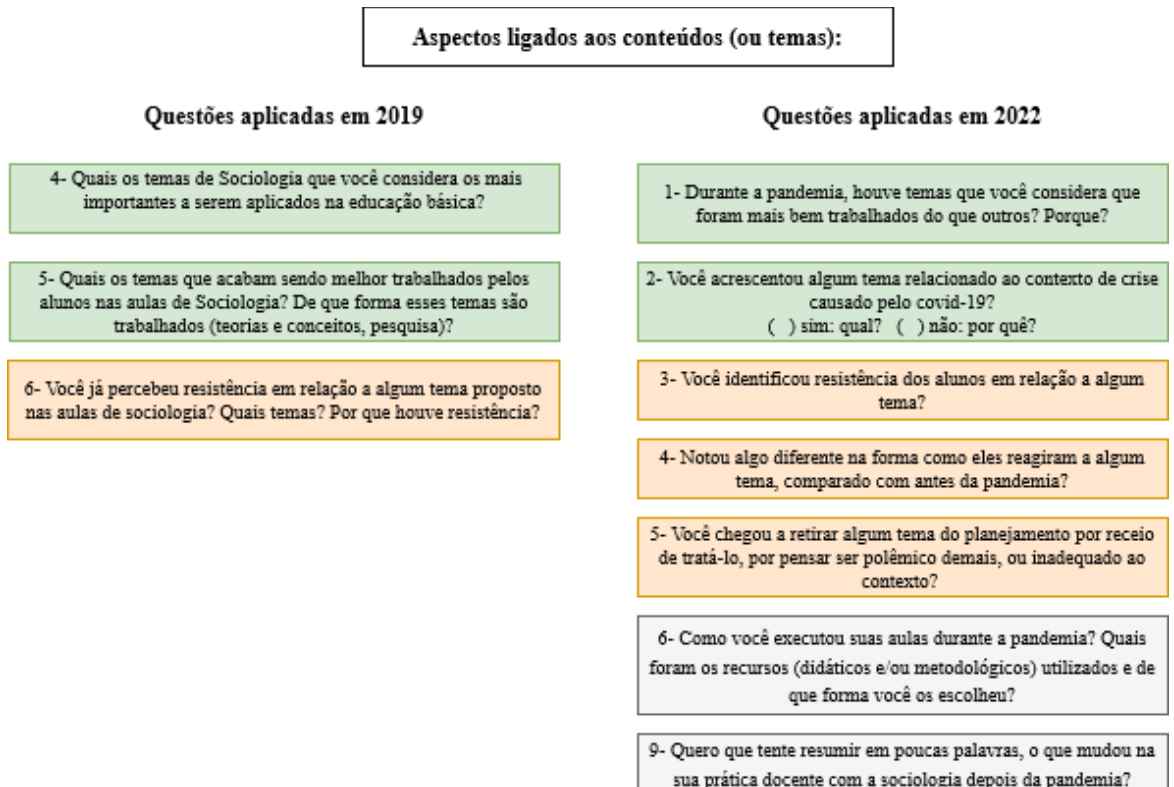 Aspectos ligados aos conteúdos (ou temas):
Questões aplicadas em 2019
4- Quais os temas de Sociologia que você considera os mais
importantes a serem aplicados na educação básica?
5- Quais os temas que acabam sendo melhor trabalhados pelos
alunos nas aulas de Sociologia? De que forma esses temas são
trabalhados (teorias e conceitos, pesquisa)?
6- Você já percebeu resistência em relação a algum tema proposto
nas aulas de sociologia? Quais temas? Por que houve resistência?
Questões aplicadas em 2022
1- Durante a pandemia, houve temas que você considera que
foram mais bem trabalhados do que outros? Porque?
2- Você acrescentou algum tema relacionado ao contexto de crise
causado pelo covid-19?
( ) sim: qual? ( ) não: por quê?
3- Você identificou resistência dos alunos em relação a algum
tema?
4- Notou algo diferente na forma como eles reagiram a algum
tema, comparado com antes da pandemia?
5- Você chegou a retirar algum tema do planejamento por receio
de tratá-lo, por pensar ser polêmico demais, ou inadequado ao
contexto?
6- Como você executou suas aulas durante a pandemia? Quais
foram os recursos (didáticos e/ou metodológicos) utilizados e de
que forma você os escolheu?
9- Quero que tente resumir em poucas palavras, o que mudou na
sua prática docente com a sociologia depois da pandemia?